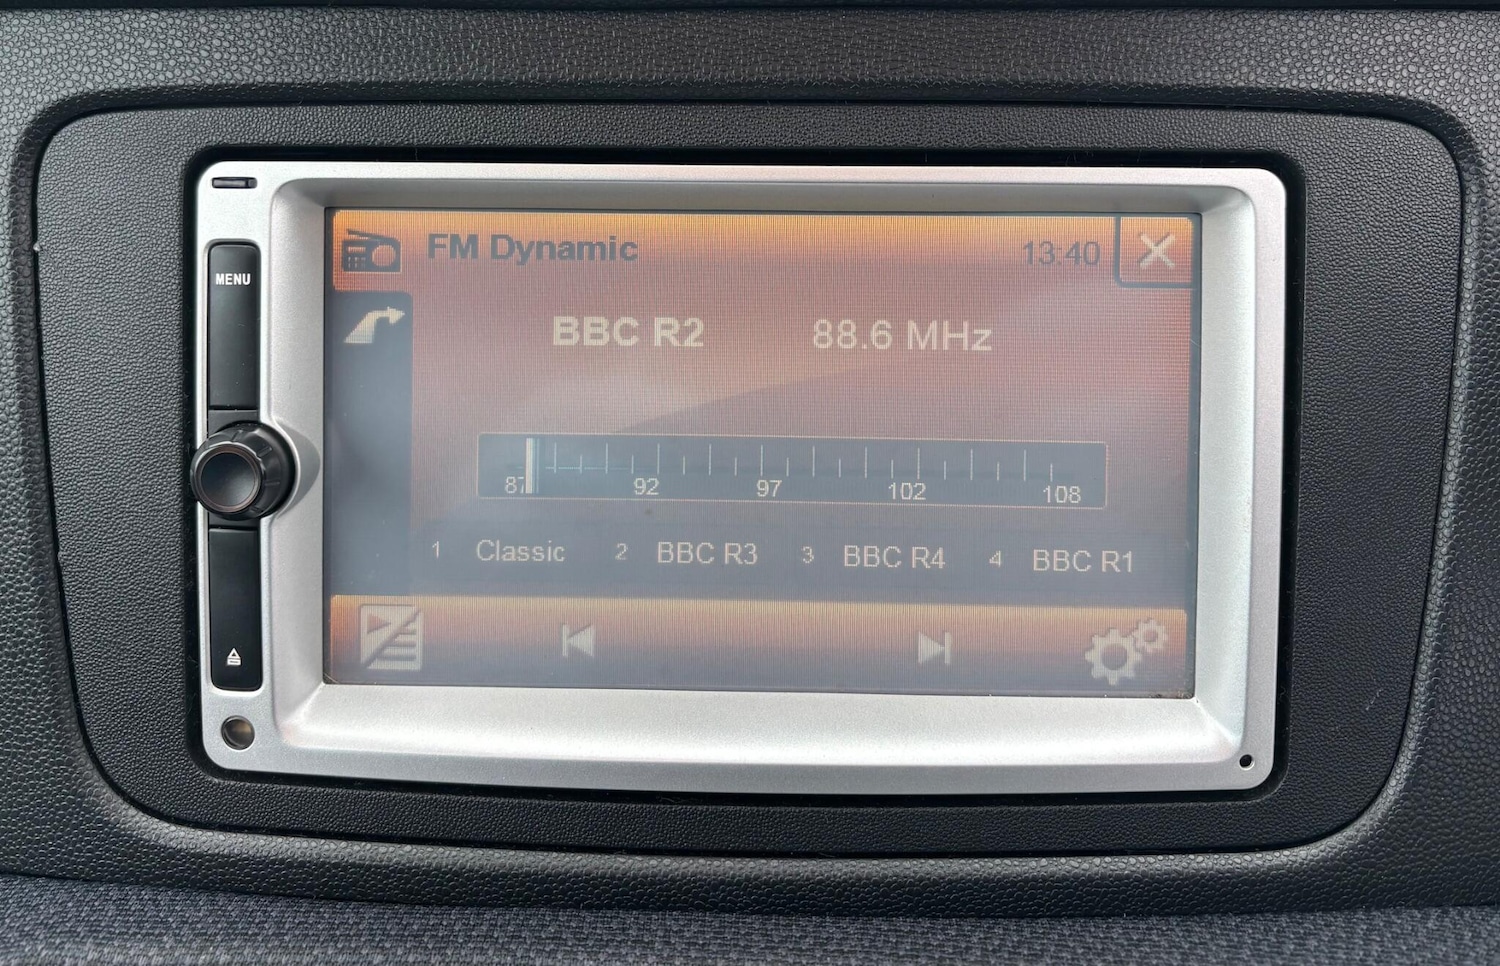 MENU
FM Dynamic 13:40
BBC R2 88.6 MHz
87 92 97 102 108
1 Classic 2 BBC R3 3 BBC R4 4 BBC R1